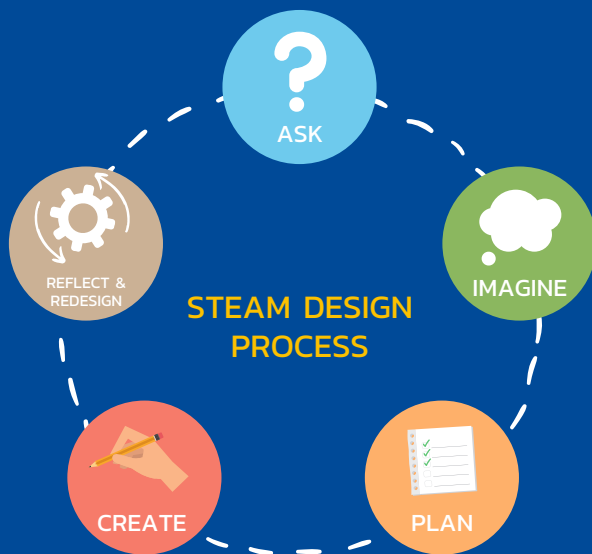 ASK
IMAGINE
REFLECT &
REDESIGN
STEAM DESIGN
PROCESS
CREATE
PLAN